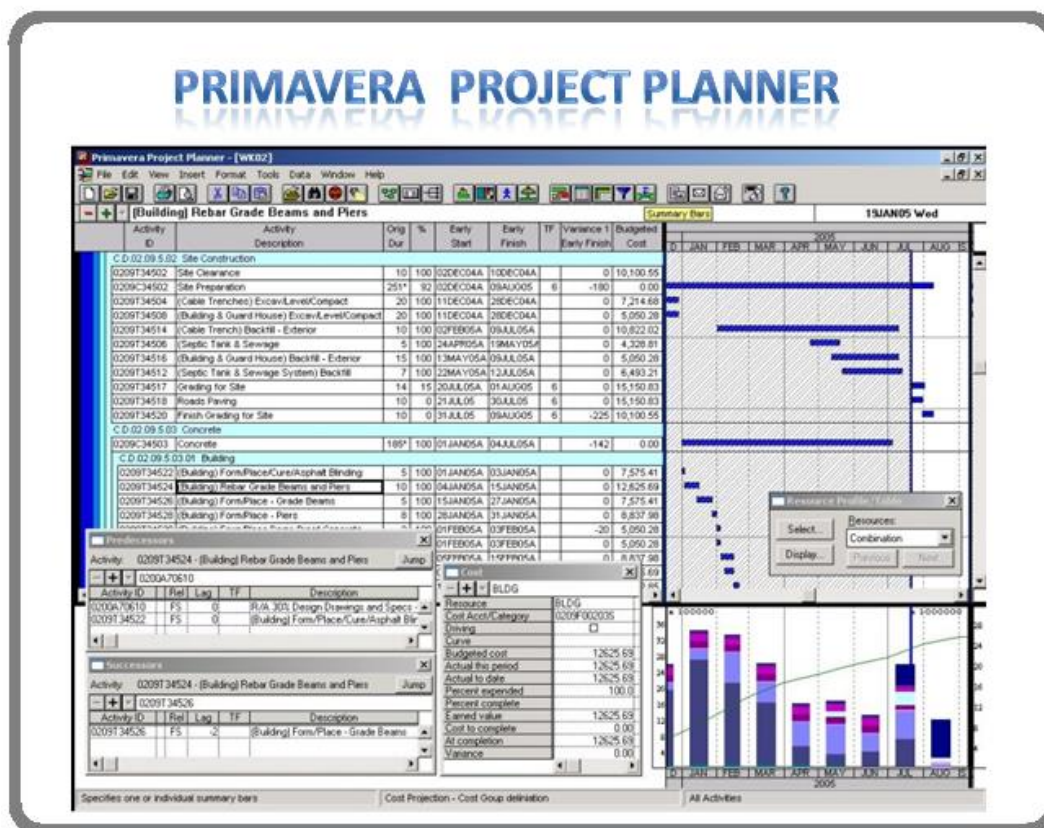 PRIMAVERA PROJECT PLANNER
Primavera Project Planner - [WK02]
File Edit View Insert Format Tools Data Window Help
(Building) Rebar Grade Beams and Piers
Summary Bars
19JAN05 Wed
Activity ID Activity Description Orig Dur % Early Start Early Finish TF Variance 1 Early Finish Budgeted Cost
2005
D JAN FEB MAR APR MAY JUN JUL AUG S
C.D.02.09.5.02 Site Construction
0209T34502 Site Clearance 10 100 02DEC04A 10DEC04A 0 10,100.55
0209C34502 Site Preparation 251* 92 02DEC04A 09AUG05 6 -180 0.00
0209T34504 (Cable Trenches) Excav/Level/Compact 20 100 11DEC04A 28DEC04A 0 7,214.68
0209T34508 (Building & Guard House) Excav/Level/Compact 20 100 11DEC04A 28DEC04A 0 5,050.28
0209T34514 (Cable Trench) Backfill - Exterior 10 100 02FEB05A 09JUL05A 0 10,822.02
0209T34506 (Septic Tank & Sewage 5 100 24APR05A 19MAY05A 0 4,328.81
0209T34516 (Building & Guard House) Backfill - Exterior 15 100 13MAY05A 09JUL05A 0 5,050.28
0209T34512 (Septic Tank & Sewage System) Backfill 7 100 22MAY05A 12JUL05A 0 6,493.21
0209T34517 Grading for Site 14 15 20JUL05A 01AUG05 6 0 15,150.83
0209T34518 Roads Paving 10 0 21JUL05 30JUL05 6 0 15,150.83
0209T34520 Finish Grading for Site 10 0 31JUL05 09AUG05 6 -225 10,100.55
C.D.02.09.5.03 Concrete
0209C34503 Concrete 185* 100 01JAN05A 04JUL05A -142 0.00
C.D.02.09.5.03.01 Building
0209T34522 (Building) Form/Place/Cure/Asphalt Blinding 5 100 01JAN05A 03JAN05A 0 7,575.41
0209T34524 (Building) Rebar Grade Beams and Piers 10 100 04JAN05A 15JAN05A 0 12,625.69
0209T34526 (Building) Form/Place - Grade Beams 5 100 15JAN05A 27JAN05A 0 7,575.41
0209T34528 (Building) Form/Place - Piers 8 100 28JAN05A 31JAN05A 0 8,837.98
01FEB05A 03FEB05A -20 5,050.28
01FEB05A 03FEB05A 0 5,050.28
0 8,837.98
Resource Profile/Table
Select...
Display...
Resources:
Combination
Previous Next
Predecessors
Activity: 0209T34524 - (Building) Rebar Grade Beams and Piers Jump
0200A70610
Activity ID Rel Lag TF Description
0200A70610 FS 0 R/A 30% Design Drawings and Specs -
0209T34522 FS 0 (Building) Form/Place/Cure/Asphalt Blir
Successors
Activity: 0209T34524 - (Building) Rebar Grade Beams and Piers Jump
0209T34526
Activity ID Rel Lag TF Description
0209T34526 FS -2 (Building) Form/Place - Grade Beams
Cost
BLDG
Resource BLDG
Cost Acct/Category 0209F00203S
Driving
Curve
Budgeted cost 12625.69
Actual this period 12625.69
Actual to date 12625.69
Percent expended 100.0
Percent complete
Earned value 12625.69
Cost to complete 0.00
At completion 12625.69
Variance 0.00
D JAN FEB MAR APR MAY JUN JUL AUG S
2005
Specifies one or individual summary bars
Cost Projection - Cost Goup deliniation
All Activities